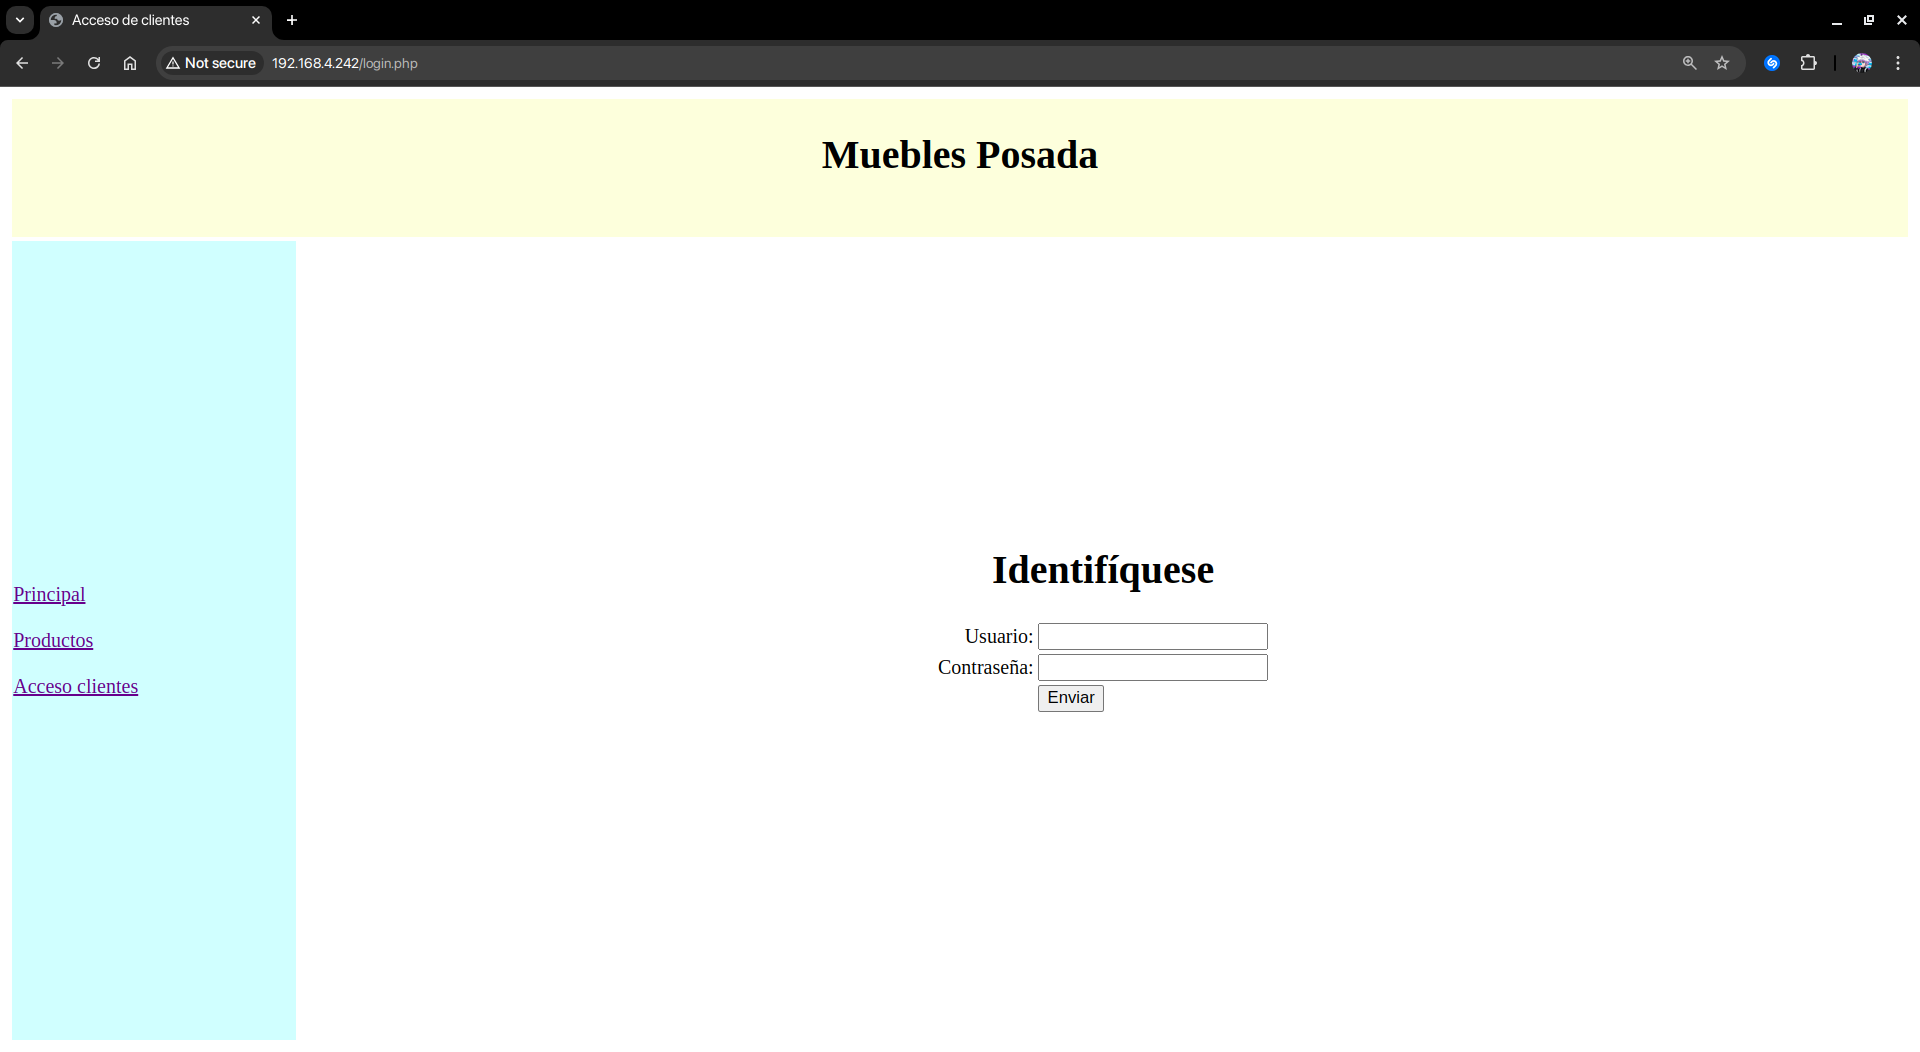 Acceso de clientes
Not secure 192.168.4.242/login.php
Muebles Posada
Principal
Productos
Acceso clientes
Identifíquese
Usuario:
Contraseña:
Enviar